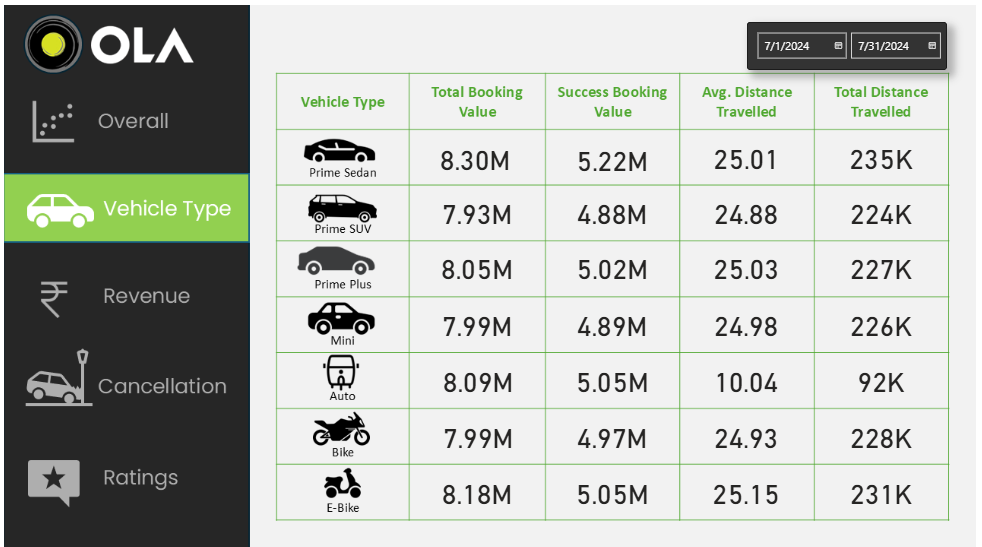 OLA
7/1/2024 7/31/2024
Overall
Vehicle Type
Revenue
Cancellation
Ratings
Vehicle Type Total Booking Value Success Booking Value Avg. Distance Travelled Total Distance Travelled
Prime Sedan 8.30M 5.22M 25.01 235K
Prime SUV 7.93M 4.88M 24.88 224K
Prime Plus 8.05M 5.02M 25.03 227K
Mini 7.99M 4.89M 24.98 226K
Auto 8.09M 5.05M 10.04 92K
Bike 7.99M 4.97M 24.93 228K
E-Bike 8.18M 5.05M 25.15 231K